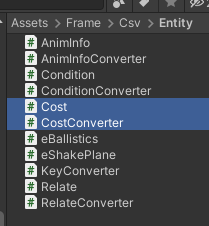 Assets > Frame > Csv > Entity
# AnimInfo
# AnimInfoConverter
# Condition
# ConditionConverter
# Cost
# CostConverter
# eBallistics
# eShakePlane
# KeyConverter
# Relate
# RelateConverter